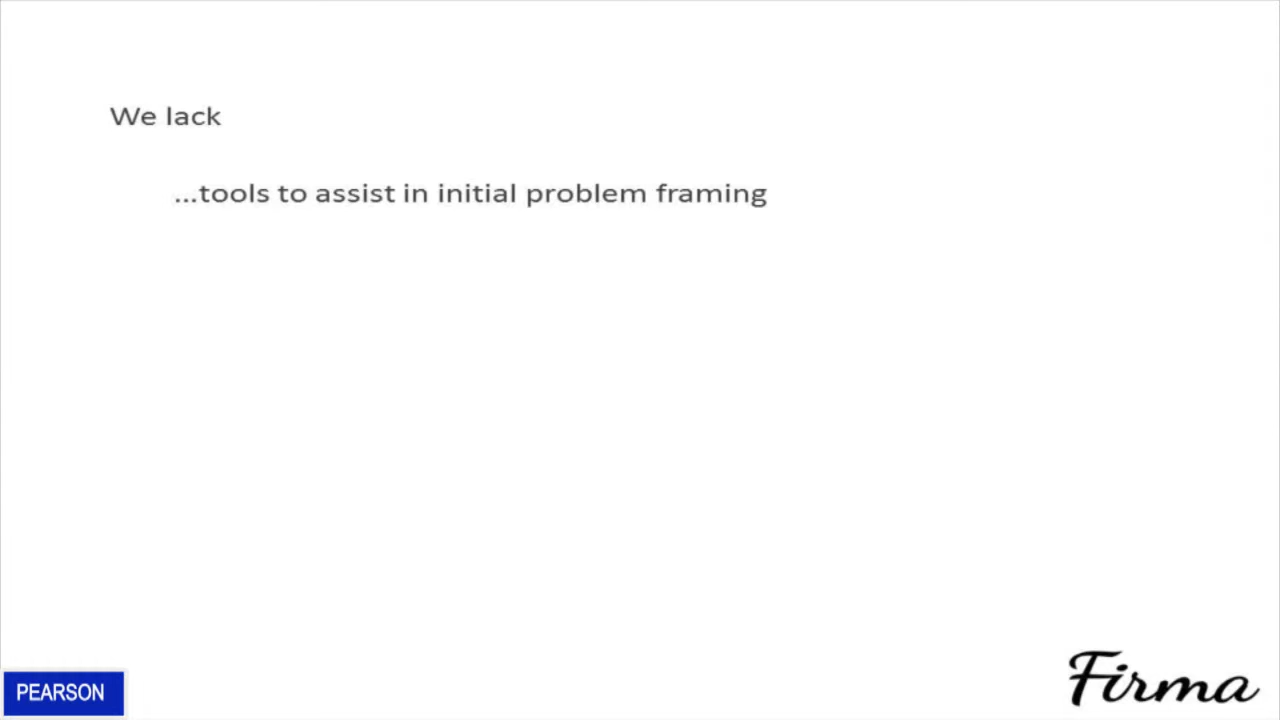 We lack
...tools to assist in initial problem framing
PEARSON
Firma